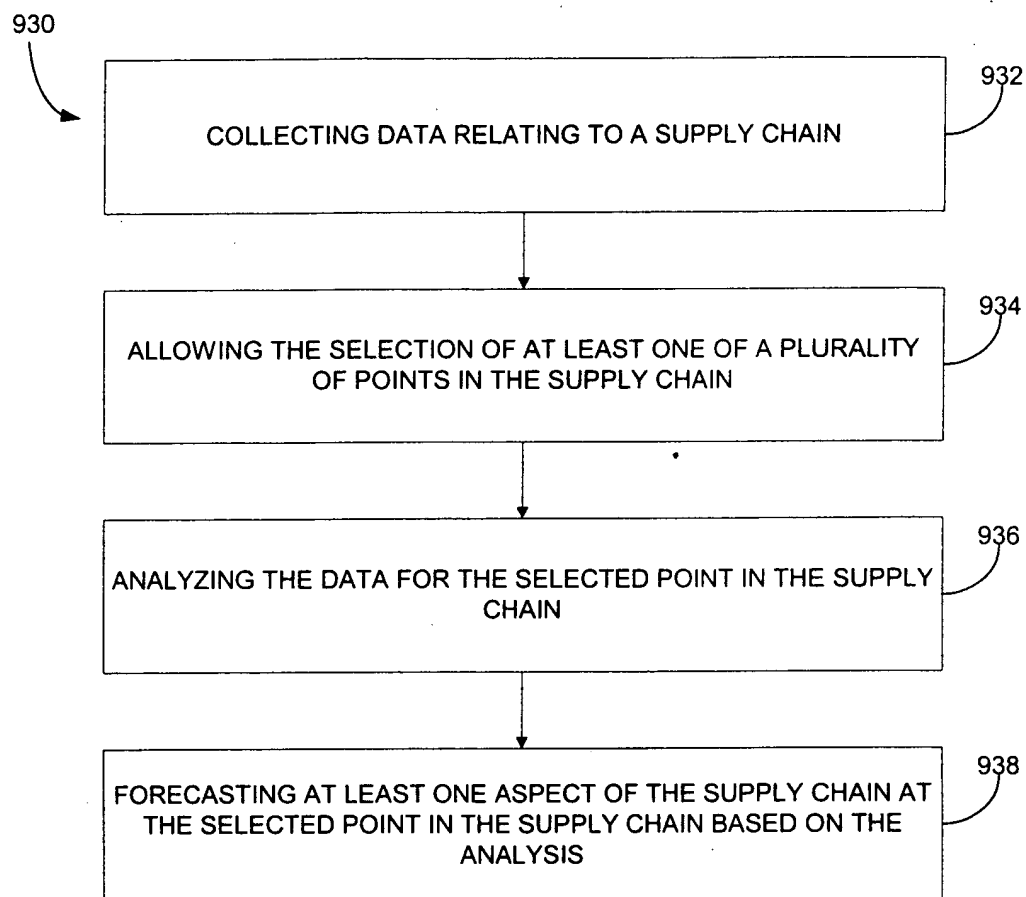 930
932
COLLECTING DATA RELATING TO A SUPPLY CHAIN
934
ALLOWING THE SELECTION OF AT LEAST ONE OF A PLURALITY
OF POINTS IN THE SUPPLY CHAIN
936
ANALYZING THE DATA FOR THE SELECTED POINT IN THE SUPPLY
CHAIN
938
FORECASTING AT LEAST ONE ASPECT OF THE SUPPLY CHAIN AT
THE SELECTED POINT IN THE SUPPLY CHAIN BASED ON THE
ANALYSIS